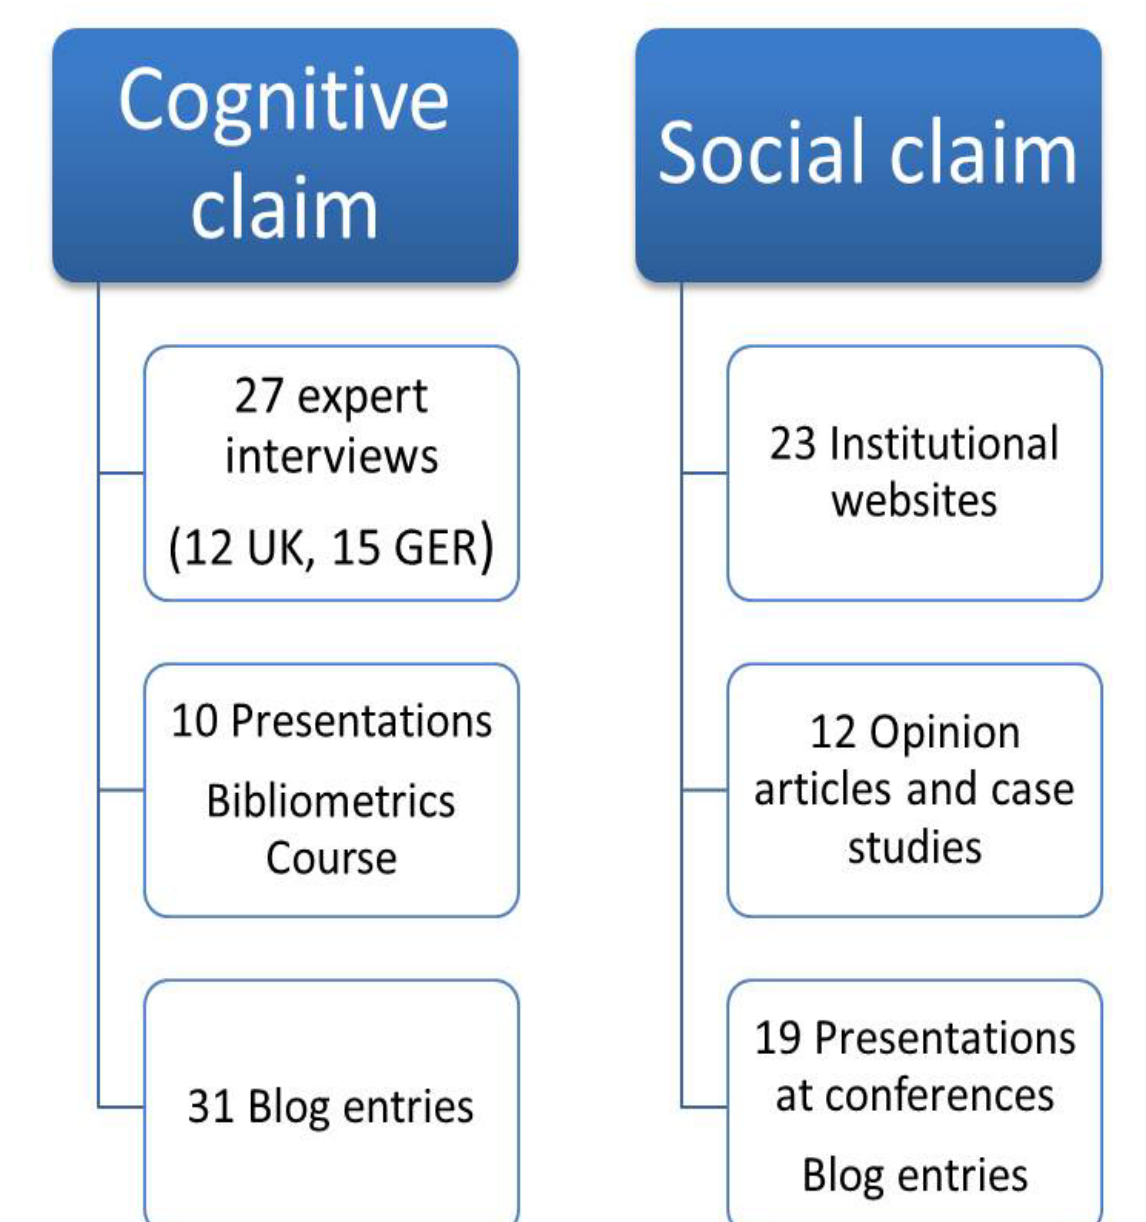 Cognitive
claim
27 expert
interviews
(12 UK, 15 GER)
10 Presentations
Bibliometrics
Course
31 Blog entries
Social claim
23 Institutional
websites
12 Opinion
articles and case
studies
19 Presentations
at conferences
Blog entries